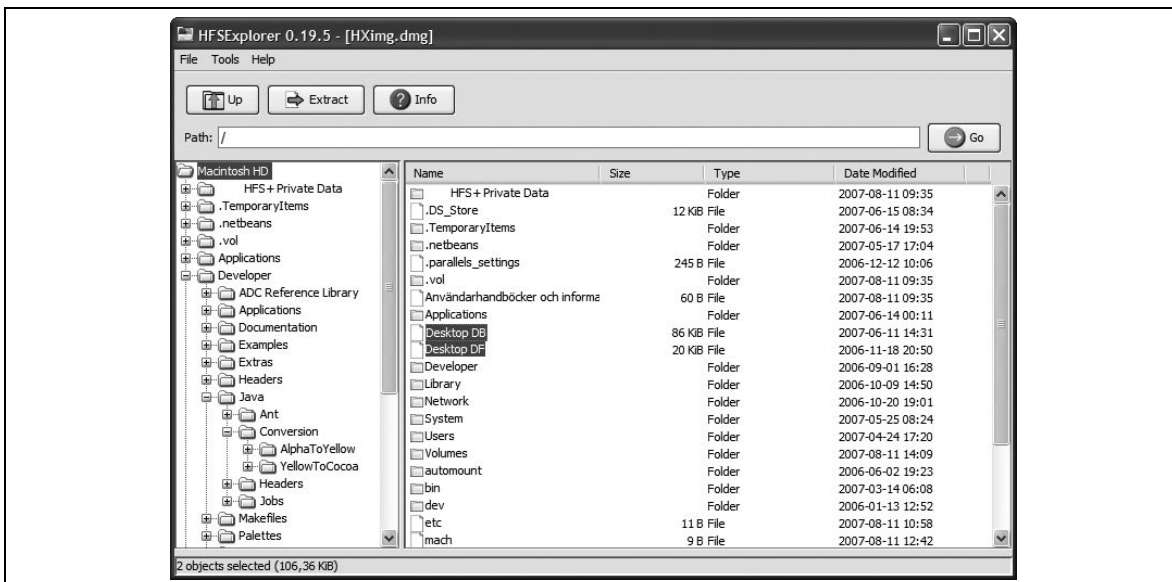 HFSExplorer 0.19.5 - [HXimg.dmg]
File Tools Help
Up Extract Info
Path: / Go
Macintosh HD
HFS+ Private Data
.TemporaryItems
.netbeans
.vol
Applications
Developer
ADC Reference Library
Applications
Documentation
Examples
Extras
Headers
Java
Ant
Conversion
AlphaToYellow
YellowToCocoa
Headers
Jobs
Makefiles
Palettes
Name Size Type Date Modified
HFS+ Private Data Folder 2007-08-11 09:35
.DS_Store 12 KiB File 2007-06-15 08:34
.TemporaryItems Folder 2007-06-14 19:53
.netbeans Folder 2007-05-17 17:04
.parallels_settings 245 B File 2006-12-12 10:06
.vol Folder 2007-08-11 09:35
Användarhandböcker och informa 60 B File 2007-08-11 09:35
Applications Folder 2007-06-14 00:11
Desktop DB 86 KiB File 2007-06-11 14:31
Desktop DF 20 KiB File 2006-11-18 20:50
Developer Folder 2006-09-01 16:28
Library Folder 2006-10-09 14:50
Network Folder 2006-10-20 19:01
System Folder 2007-05-25 08:24
Users Folder 2007-04-24 17:20
Volumes Folder 2007-08-11 14:09
automount Folder 2006-06-02 19:23
bin Folder 2007-03-14 06:08
dev Folder 2006-01-13 12:52
etc 11 B File 2007-08-11 10:58
mach 9 B File 2007-08-11 12:42
2 objects selected (106,36 KiB)